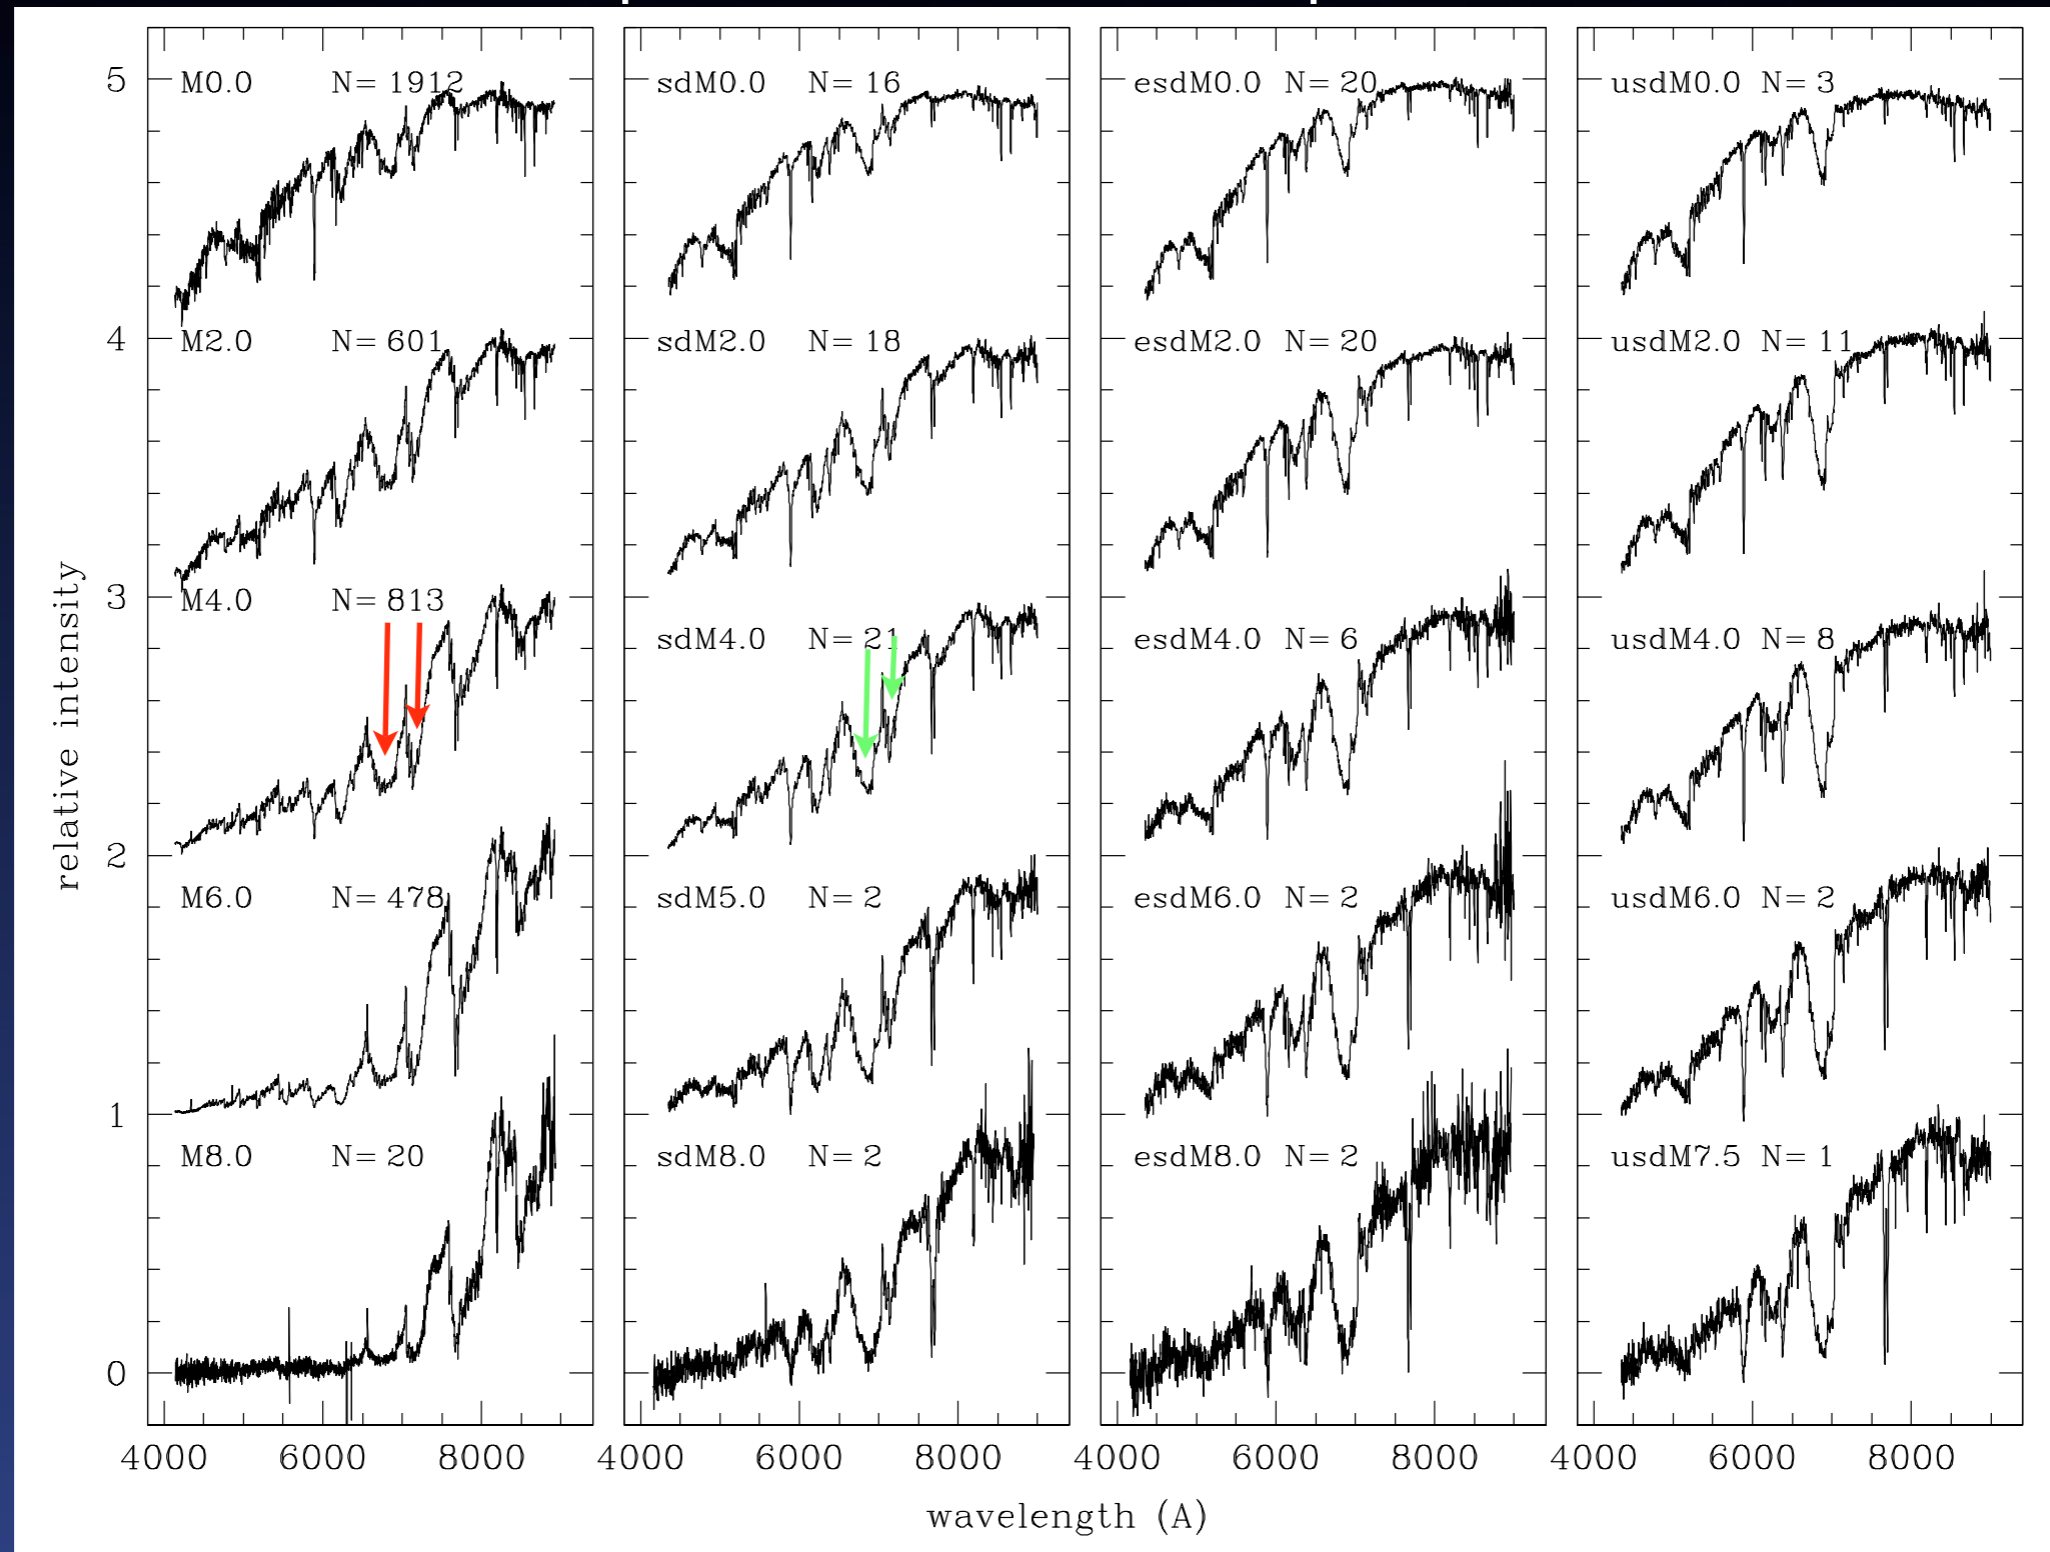 5
M0.0 N= 1912
sdM0.0 N= 16
esdM0.0 N= 20
usdM0.0 N= 3
4
M2.0 N= 601
sdM2.0 N= 18
esdM2.0 N= 20
usdM2.0 N= 11
3
M4.0 N= 813
sdM4.0 N= 21
esdM4.0 N= 6
usdM4.0 N= 8
2
M6.0 N= 478
sdM5.0 N= 2
esdM6.0 N= 2
usdM6.0 N= 2
1
M8.0 N= 20
sdM8.0 N= 2
esdM8.0 N= 2
usdM7.5 N= 1
0
relative intensity
4000 6000 8000 4000 6000 8000 4000 6000 8000 4000 6000 8000
wavelength (A)